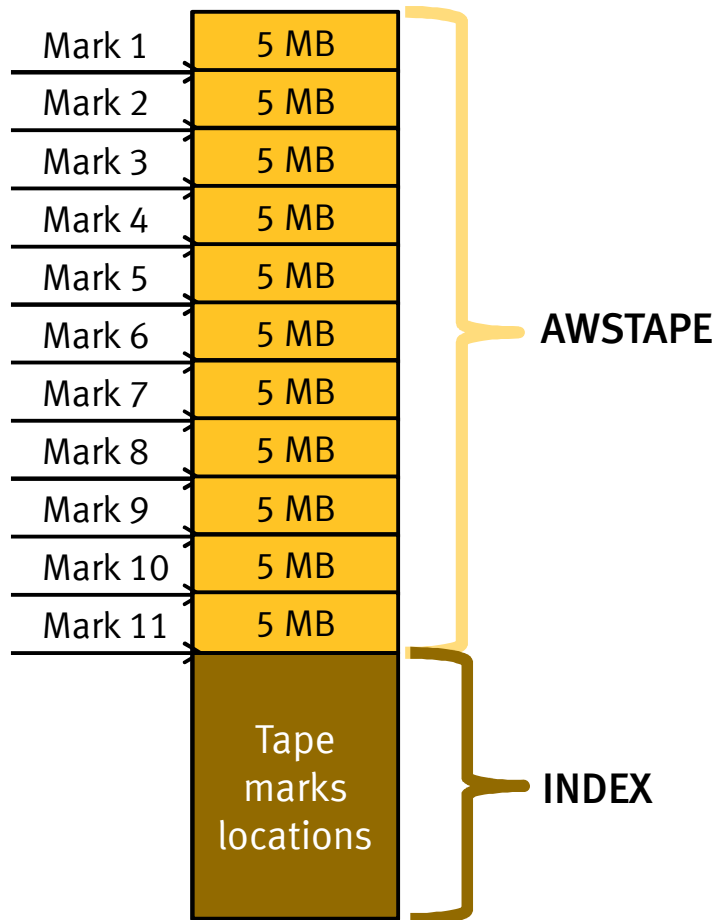 Mark 1 5 MB
Mark 2 5 MB
Mark 3 5 MB
Mark 4 5 MB
Mark 5 5 MB
Mark 6 5 MB
AWSTAPE
Mark 7 5 MB
Mark 8 5 MB
Mark 9 5 MB
Mark 10 5 MB
Mark 11 5 MB
Tape
marks
locations
INDEX